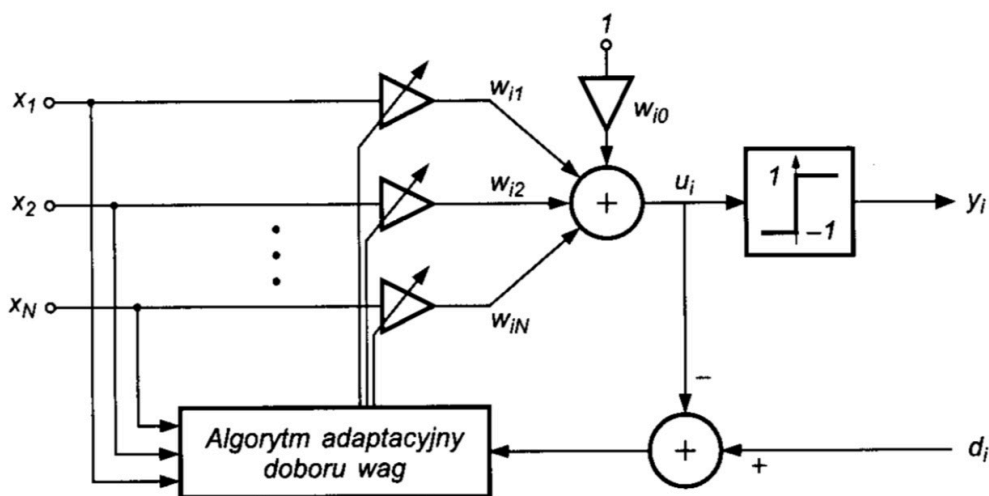 1
x1
wi1
wi0
x2
wi2
ui
1
-1
yi
xN
wiN
−
Algorytm adaptacyjny
doboru wag
+
+
+
di